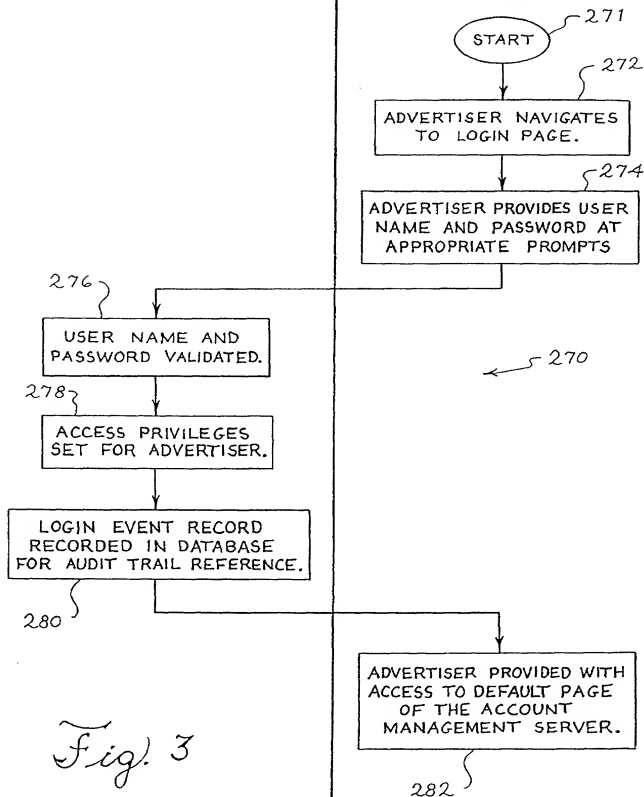 271
START
272
ADVERTISER NAVIGATES
TO LOGIN PAGE.
274
ADVERTISER PROVIDES USER
NAME AND PASSWORD AT
APPROPRIATE PROMPTS
276
USER NAME AND
PASSWORD VALIDATED.
270
278
ACCESS PRIVILEGES
SET FOR ADVERTISER.
LOGIN EVENT RECORD
RECORDED IN DATABASE
FOR AUDIT TRAIL REFERENCE.
280
ADVERTISER PROVIDED WITH
ACCESS TO DEFAULT PAGE
OF THE ACCOUNT
MANAGEMENT SERVER.
282
Fig. 3